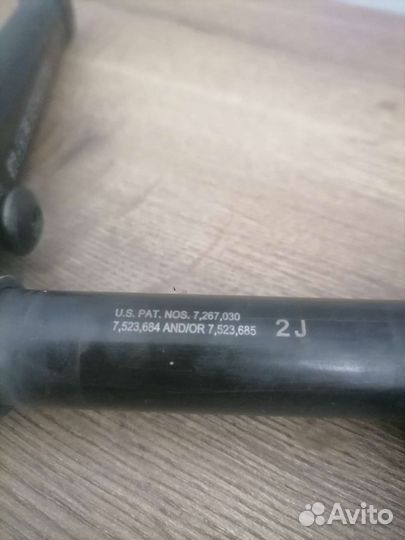 U.S. PAT. NOS. 7,267,030
7,523,684 AND/OR 7,523,685 2J
Avito